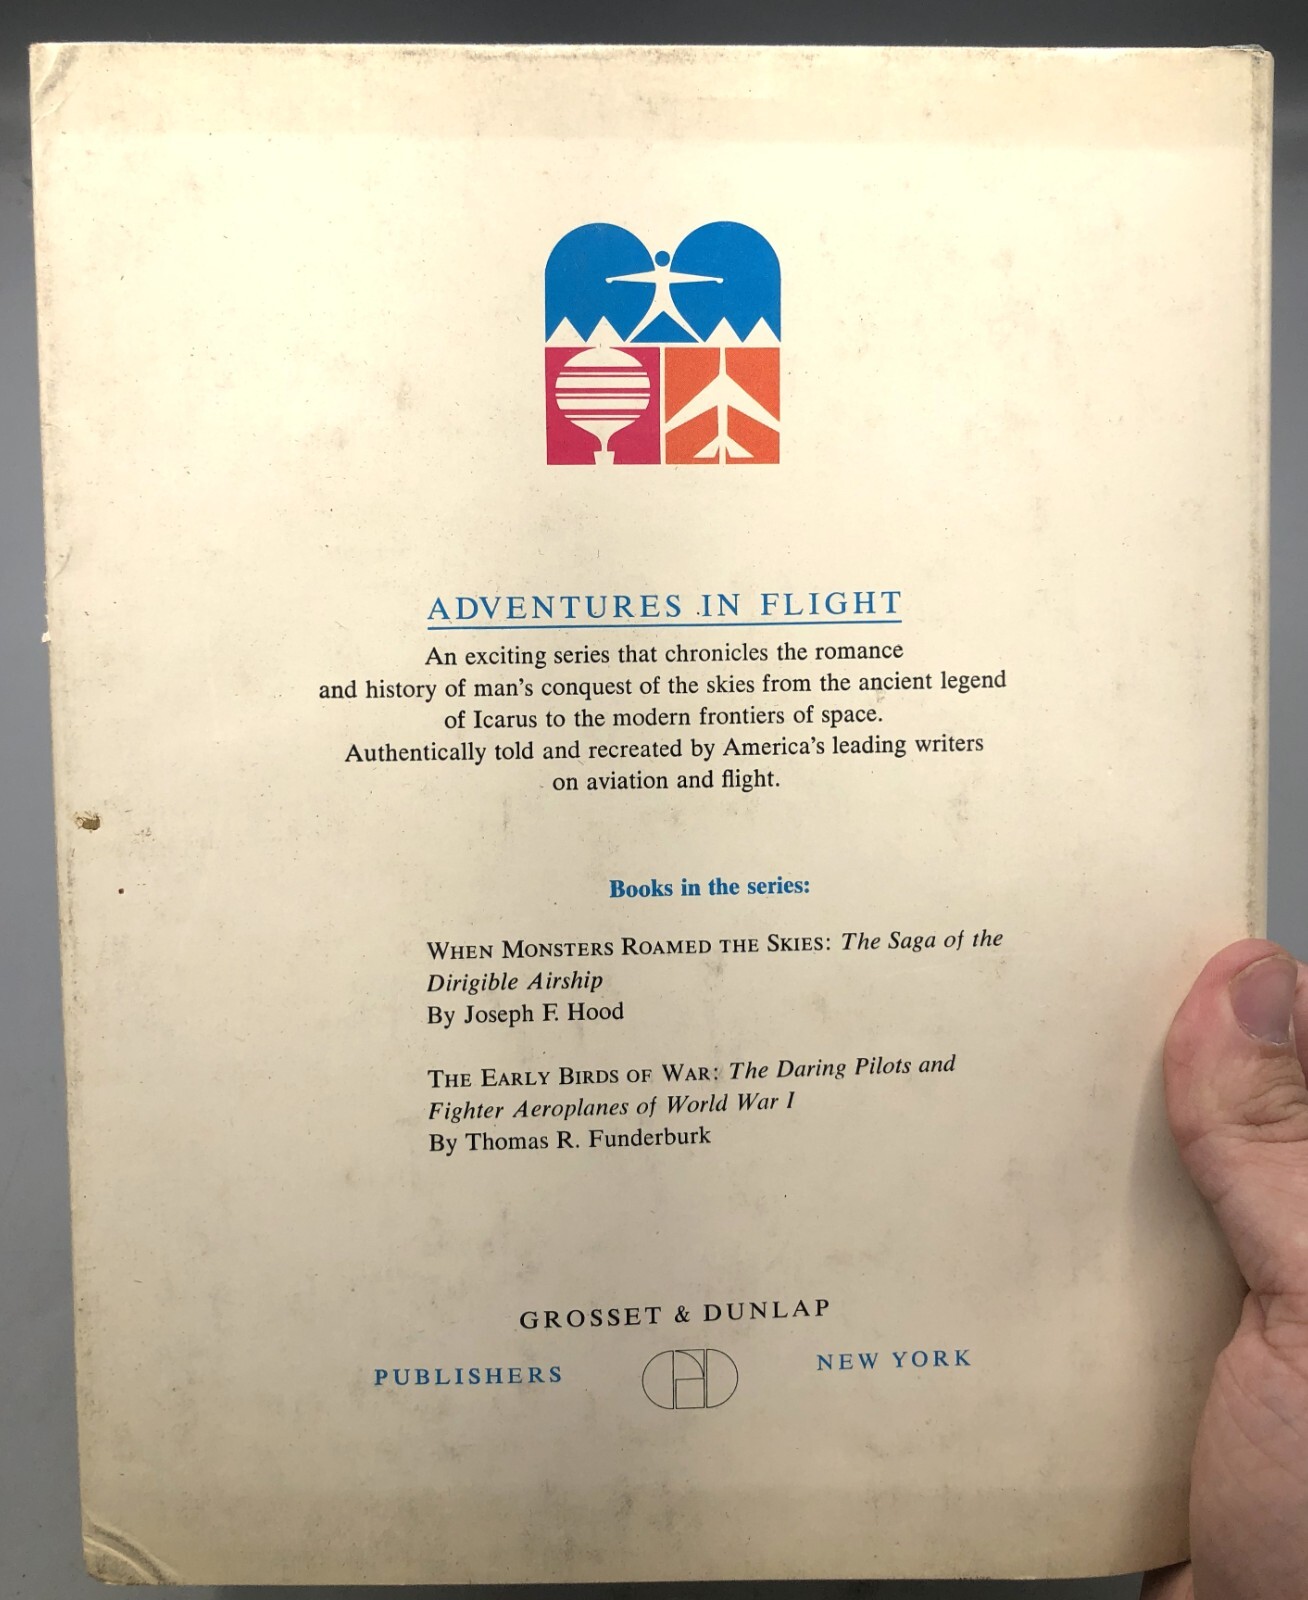 ADVENTURES IN FLIGHT
An exciting series that chronicles the romance
and history of man's conquest of the skies from the ancient legend
of Icarus to the modern frontiers of space.
Authentically told and recreated by America's leading writers
on aviation and flight.
Books in the series:
WHEN MONSTERS ROAMED THE SKIES: The Saga of the
Dirigible Airship
By Joseph F. Hood
THE EARLY BIRDS OF WAR: The Daring Pilots and
Fighter Aeroplanes of World War I
By Thomas R. Funderburk
GROSSET & DUNLAP
PUBLISHERS GD NEW YORK